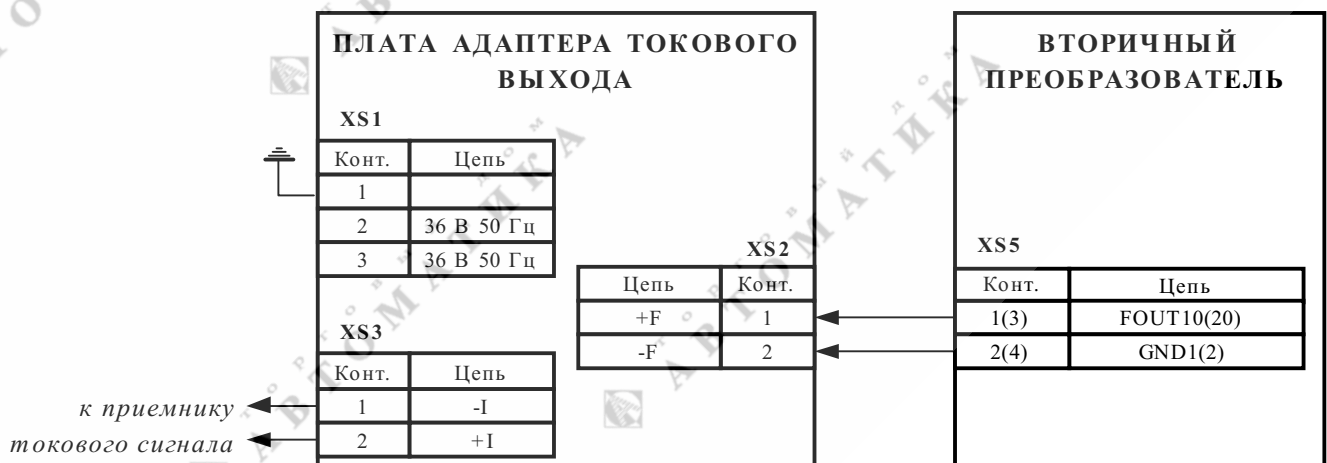 ПЛАТА АДАПТЕРА ТОКОВОГО
ВЫХОДА
XS1
Конт. Цепь
1
2 36 В 50 Гц
3 36 В 50 Гц
XS2
Цепь Конт.
+F 1
-F 2
XS3
Конт. Цепь
1 -I
2 +I
к приемнику
токового сигнала
ВТОРИЧНЫЙ
ПРЕОБРАЗОВАТЕЛЬ
XS5
Конт. Цепь
1(3) FOUT10(20)
2(4) GND1(2)
АВТОМАТИКА
АВТОМАТИКА